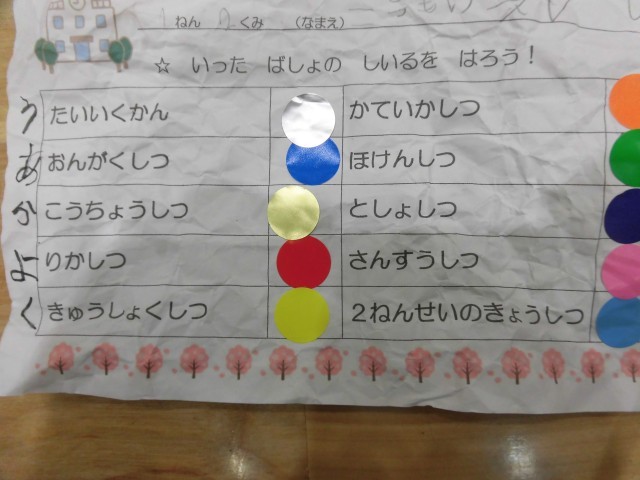 1 ねん 2 くみ （なまえ）
☆ いった ばしょの しいるを はろう！
う たいいくかん かていかしつ
あ おんがくしつ ほけんしつ
か こうちょうしつ としょしつ
よ りかしつ さんすうしつ
く きゅうしょくしつ ２ねんせいのきょうしつ